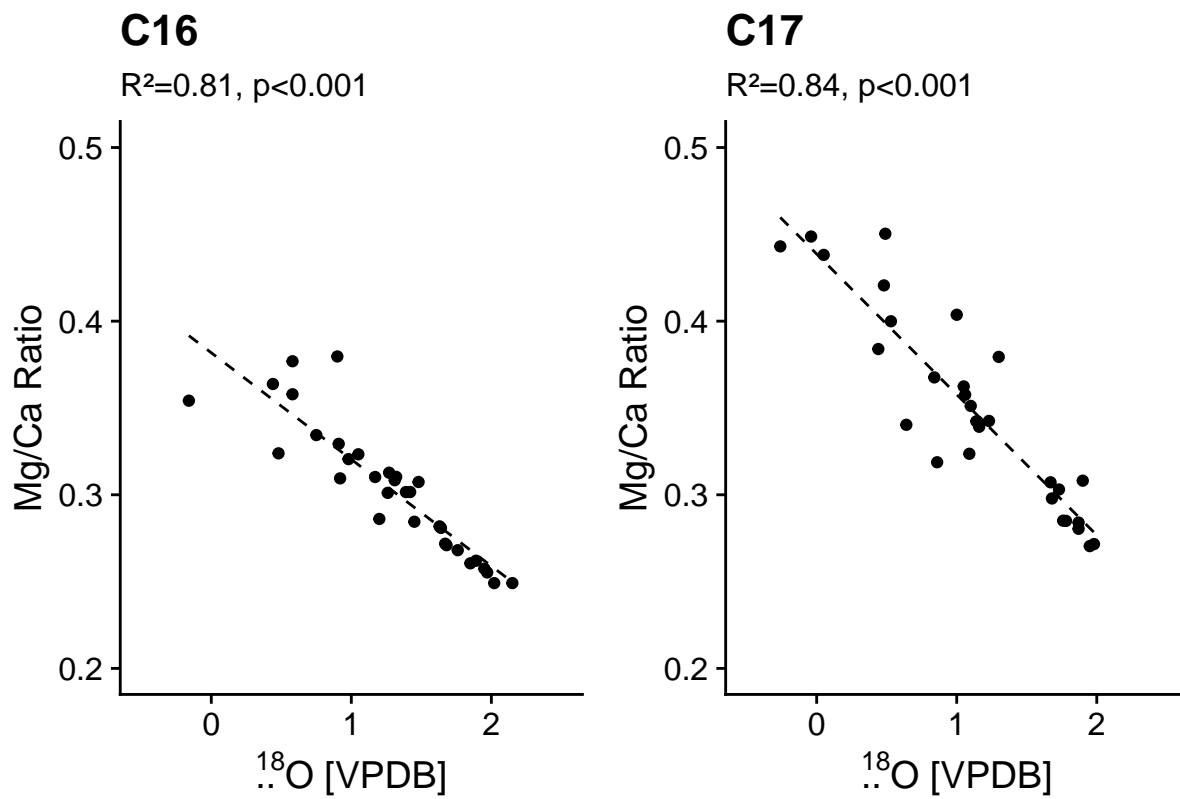 C16
R²=0.81, p<0.001
0.5
0.4
0.3
0.2
Mg/Ca Ratio
0 1 2
..¹⁸O [VPDB]
C17
R²=0.84, p<0.001
0.5
0.4
0.3
0.2
Mg/Ca Ratio
0 1 2
..¹⁸O [VPDB]